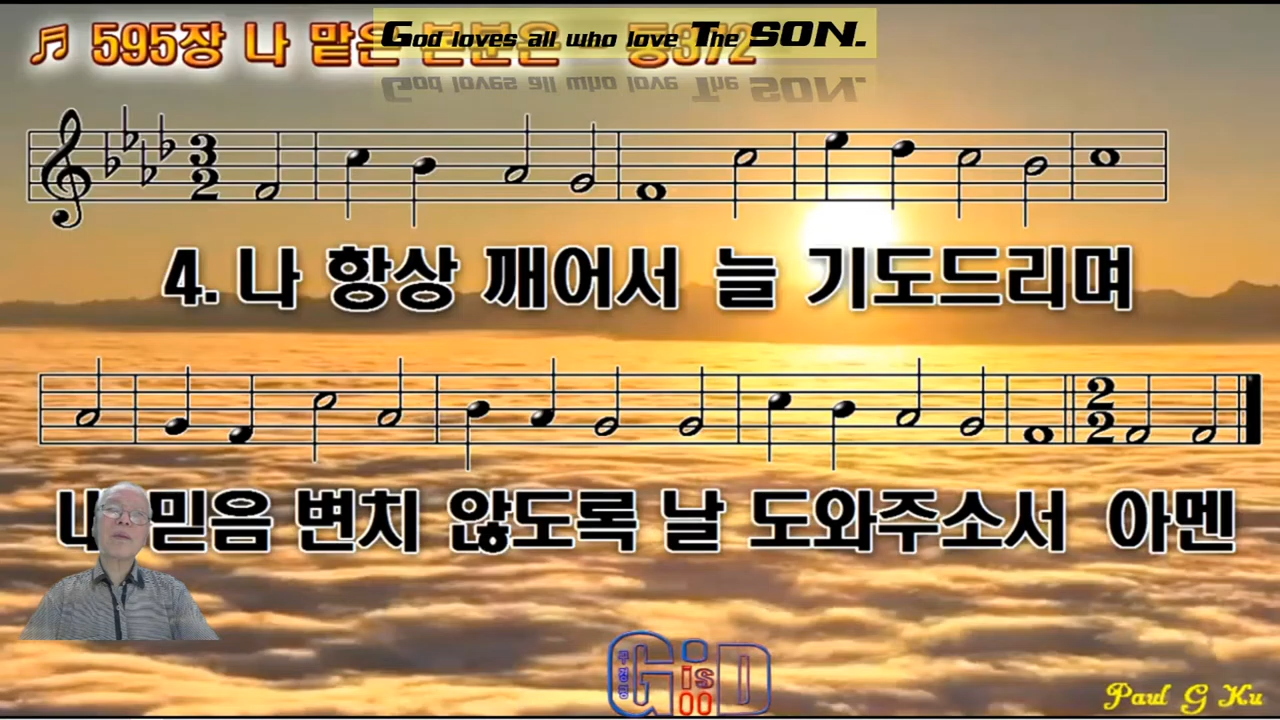 595장 나 맡은
God loves all who love The SON.
4. 나 항상 깨어서 늘 기도드리며
믿음 변치 않도록 날 도와주소서 아멘
G is D
Paul G Ku